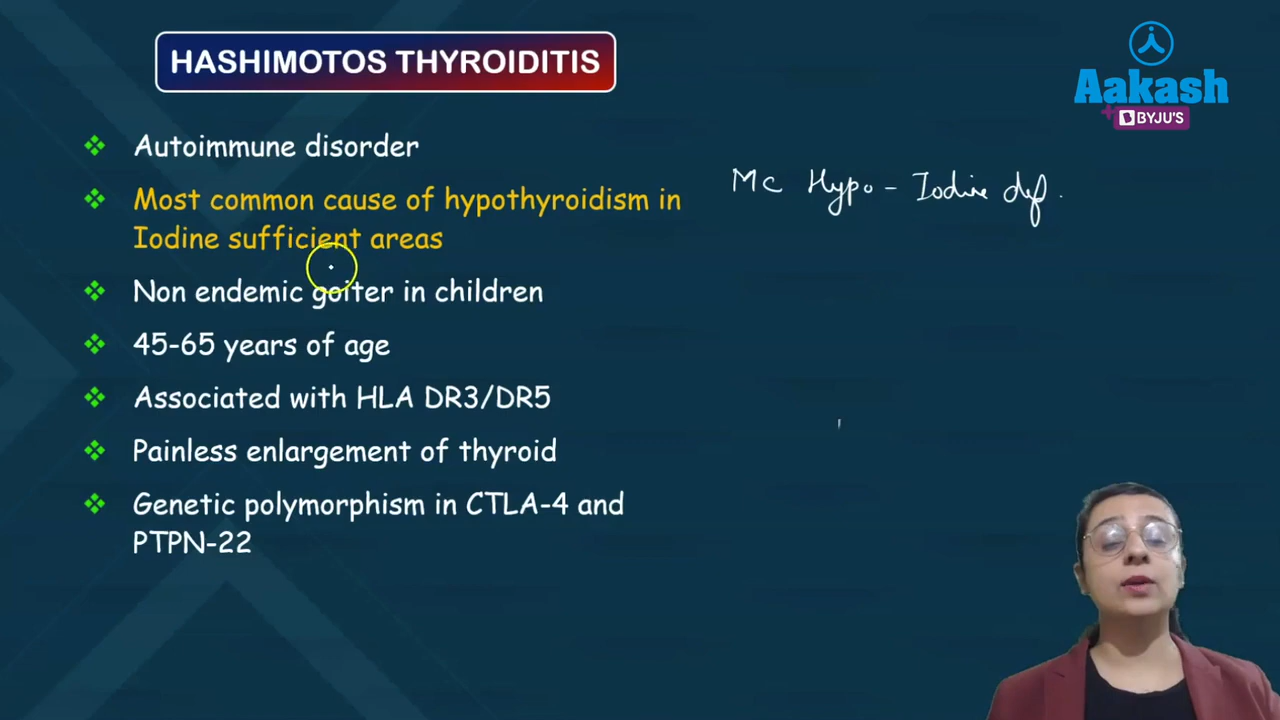 HASHIMOTOS THYROIDITIS
Aakash
+ BYJU'S
Autoimmune disorder
Most common cause of hypothyroidism in
Iodine sufficient areas
Mc Hypo - Iodine def.
Non endemic goiter in children
45-65 years of age
Associated with HLA DR3/DR5
Painless enlargement of thyroid
Genetic polymorphism in CTLA-4 and
PTPN-22